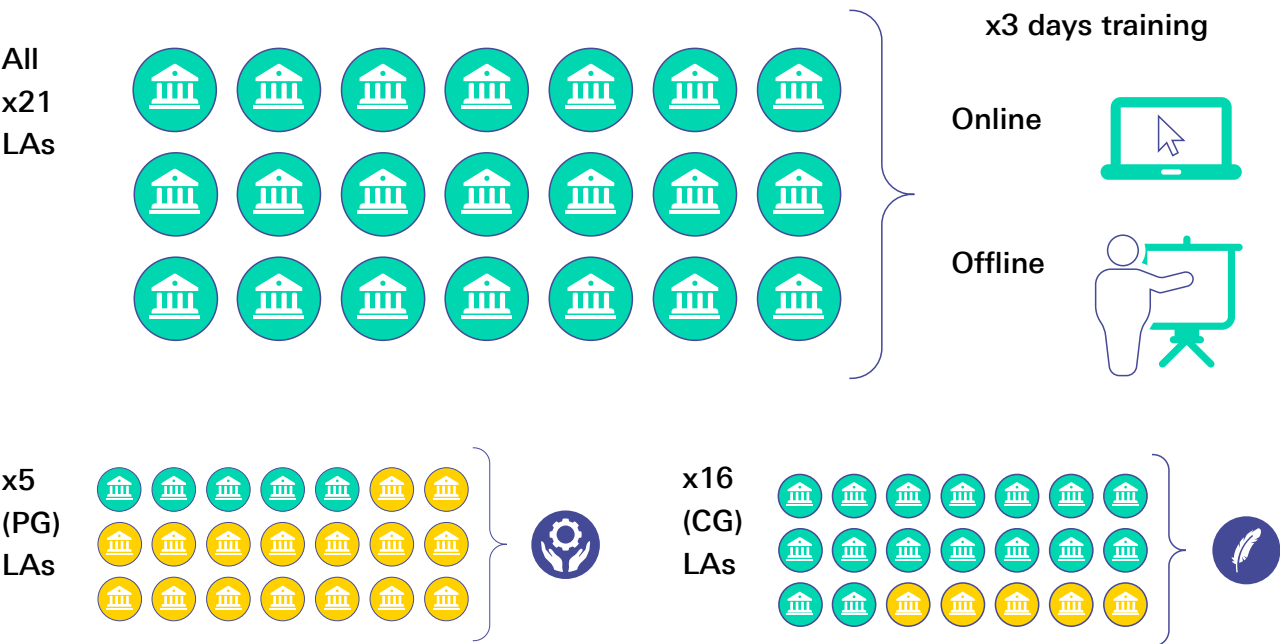 All
x21
LAs
x3 days training
Online
Offline
x5
(PG)
LAs
x16
(CG)
LAs